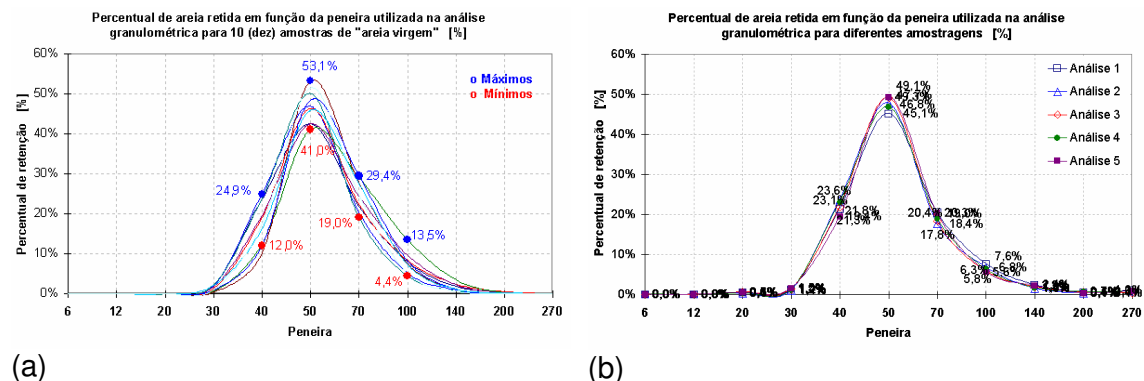 Percentual de areia retida em função da peneira utilizada na análise
granulométrica para 10 (dez) amostras de "areia virgem" [%]
60%
50%
40%
30%
20%
10%
0%
Percentual de retenção [%]
53,1%
o Máximos
o Mínimos
41,0%
24,9%
29,4%
12,0%
19,0%
13,5%
4,4%
6 12 20 30 40 50 70 100 140 200 270
Peneira
(a)
Percentual de areia retida em função da peneira utilizada na análise
granulométrica para diferentes amostragens [%]
60%
50%
40%
30%
20%
10%
0%
Percentual de retenção [%]
Análise 1
Análise 2
Análise 3
Análise 4
Análise 5
49,1%
46,8%
45,1%
23,6%
23,1%
21,8%
21,3%
20,4%
18,4%
17,8%
7,6%
6,3%
6,8%
5,8%
0,0%
0,0%
6 12 20 30 40 50 70 100 140 200 270
Peneira
(b)